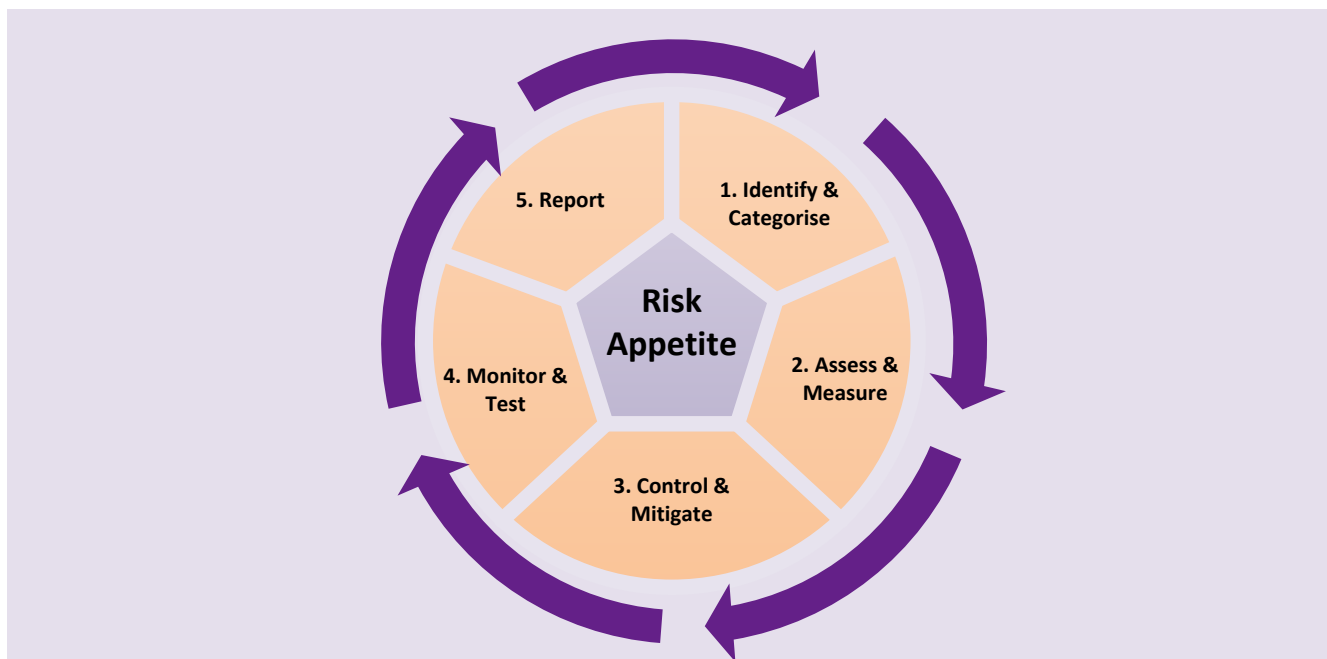 1. Identify &
Categorise
2. Assess &
Measure
3. Control &
Mitigate
4. Monitor &
Test
5. Report
Risk
Appetite